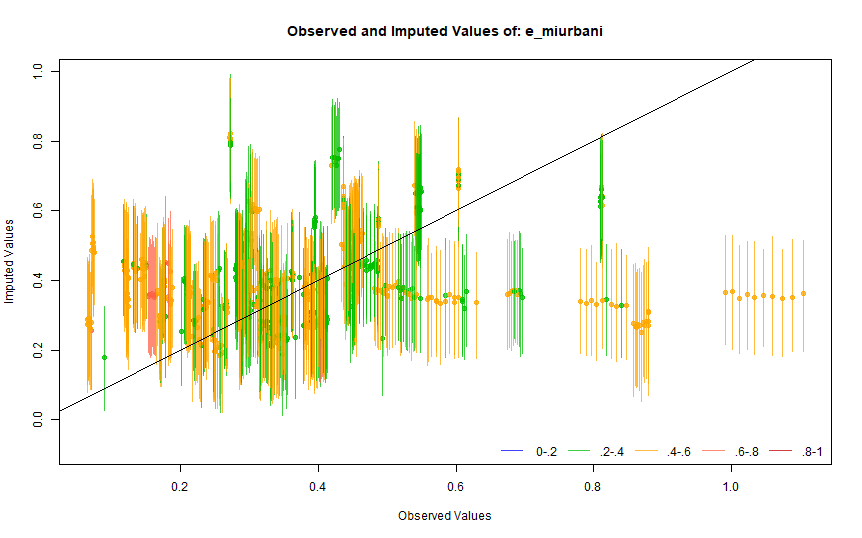 Observed and Imputed Values of: e_miurbani
Imputed Values
1.0
0.8
0.6
0.4
0.2
0.0
0-.2 .2-.4 .4-.6 .6-.8 .8-1
0.2 0.4 0.6 0.8 1.0
Observed Values